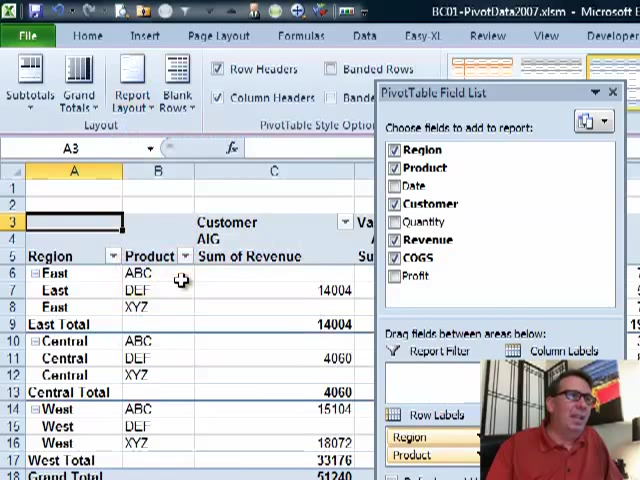 BC01-PivotData2007.xlsm - Microsoft E
File Home Insert Page Layout Formulas Data Easy-XL Review View Developer
Subtotals Grand Totals Report Layout Blank Rows
Row Headers Banded Rows
Column Headers
Layout PivotTable Style Optio
A3 fx
A B C
PivotTable Field List
Choose fields to add to report:
Region
Product
Date
Customer
Quantity
Revenue
COGS
Profit
Drag fields between areas below:
Report Filter Column Labels
Row Labels
Region
Product
1
2
3 Customer Va
4 AIG
5 Region Product Sum of Revenue Su
6 East ABC
7 East DEF 14004
8 East XYZ
9 East Total 14004
10 Central ABC
11 Central DEF 4060
12 Central XYZ
13 Central Total 4060
14 West ABC 15104
15 West DEF
16 West XYZ 18072
17 West Total 33176
18 Grand Total 51240